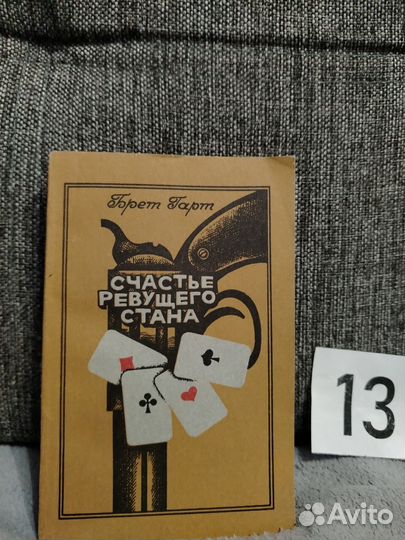 Брет Гарт
СЧАСТЬЕ
РЕВУЩЕГО
СТАНА
13
Avito